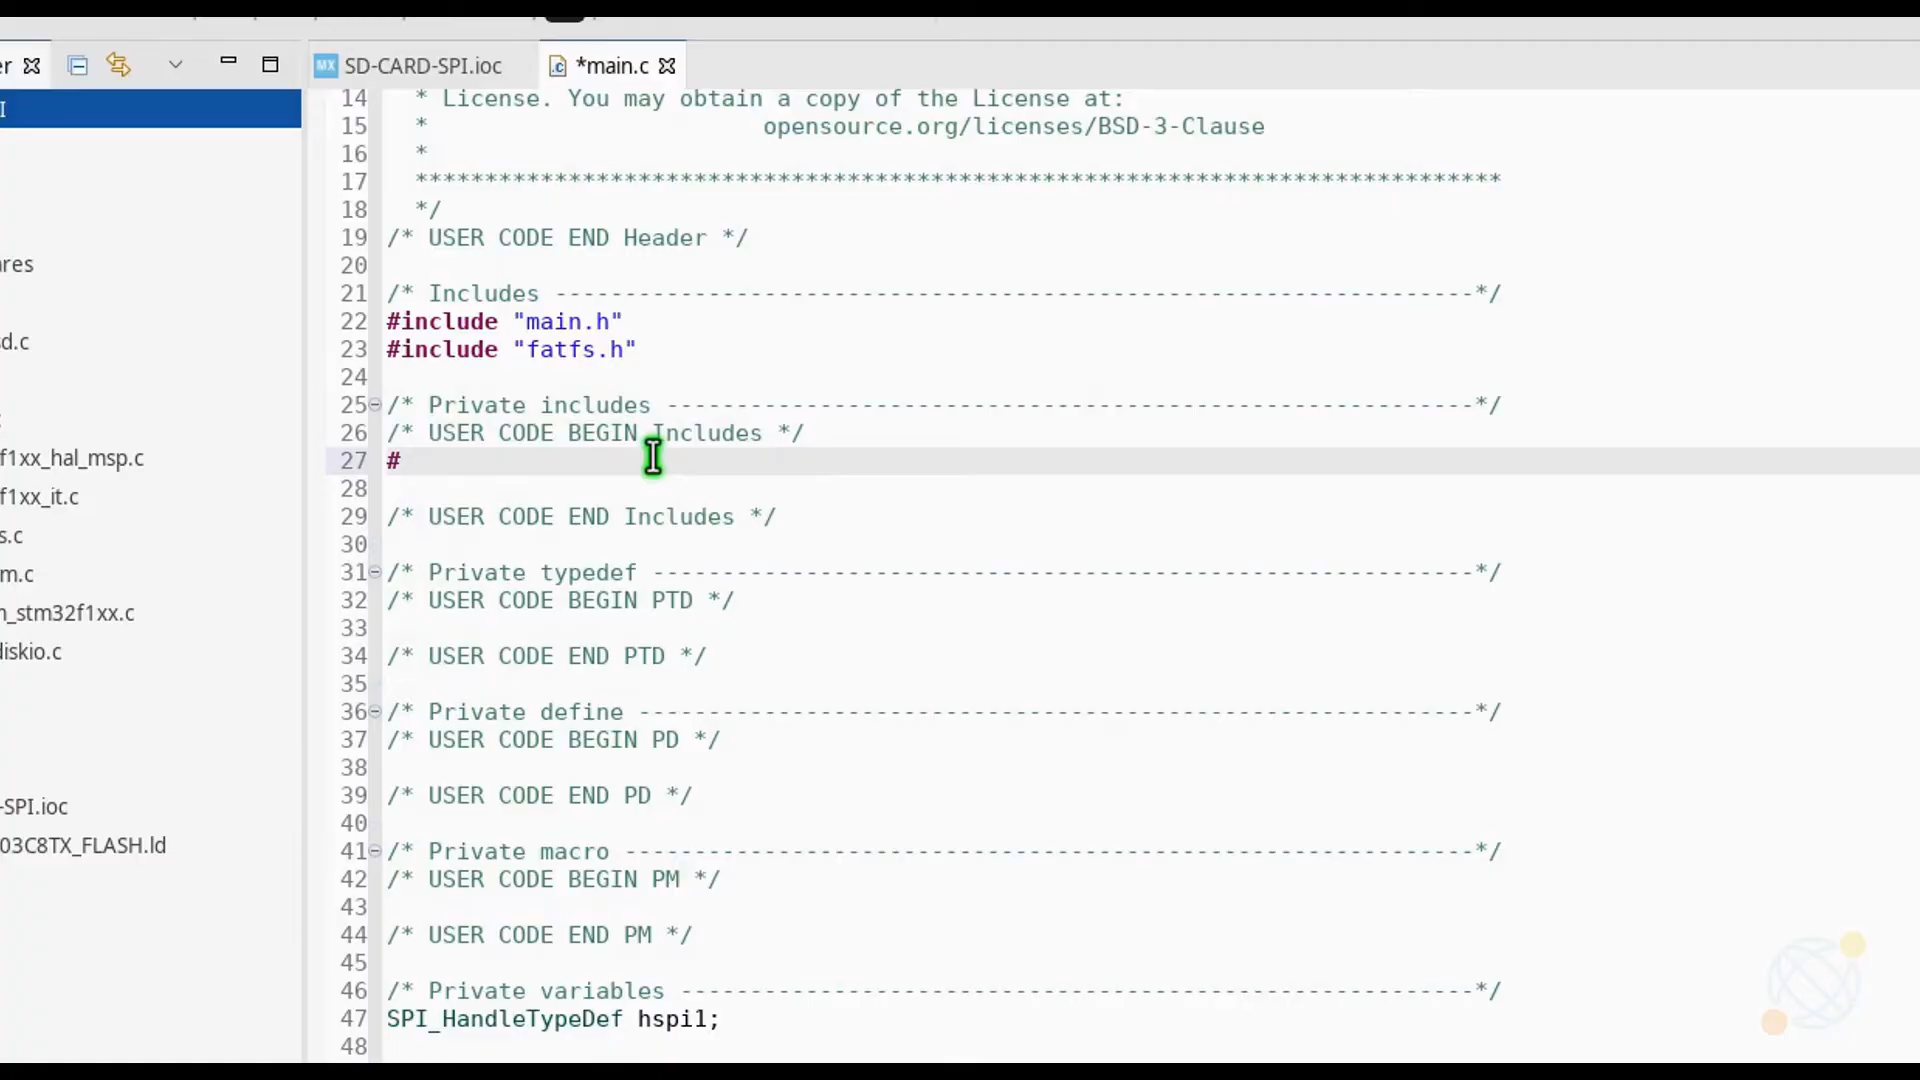 er
SD-CARD-SPI.ioc
*main.c
I
ares
sd.c
f1xx_hal_msp.c
f1xx_it.c
s.c
m.c
n_stm32f1xx.c
diskio.c
-SPI.ioc
03C8TX_FLASH.ld
14 * License. You may obtain a copy of the License at:
15 * opensource.org/licenses/BSD-3-Clause
16 *
17 ******************************************************************************
18 */
19 /* USER CODE END Header */
20
21 /* Includes ------------------------------------------------------------------*/
22 #include "main.h"
23 #include "fatfs.h"
24
25 /* Private includes ----------------------------------------------------------*/
26 /* USER CODE BEGIN Includes */
27 #
28
29 /* USER CODE END Includes */
30
31 /* Private typedef -----------------------------------------------------------*/
32 /* USER CODE BEGIN PTD */
33
34 /* USER CODE END PTD */
35
36 /* Private define ------------------------------------------------------------*/
37 /* USER CODE BEGIN PD */
38
39 /* USER CODE END PD */
40
41 /* Private macro -------------------------------------------------------------*/
42 /* USER CODE BEGIN PM */
43
44 /* USER CODE END PM */
45
46 /* Private variables ---------------------------------------------------------*/
47 SPI_HandleTypeDef hspi1;
48